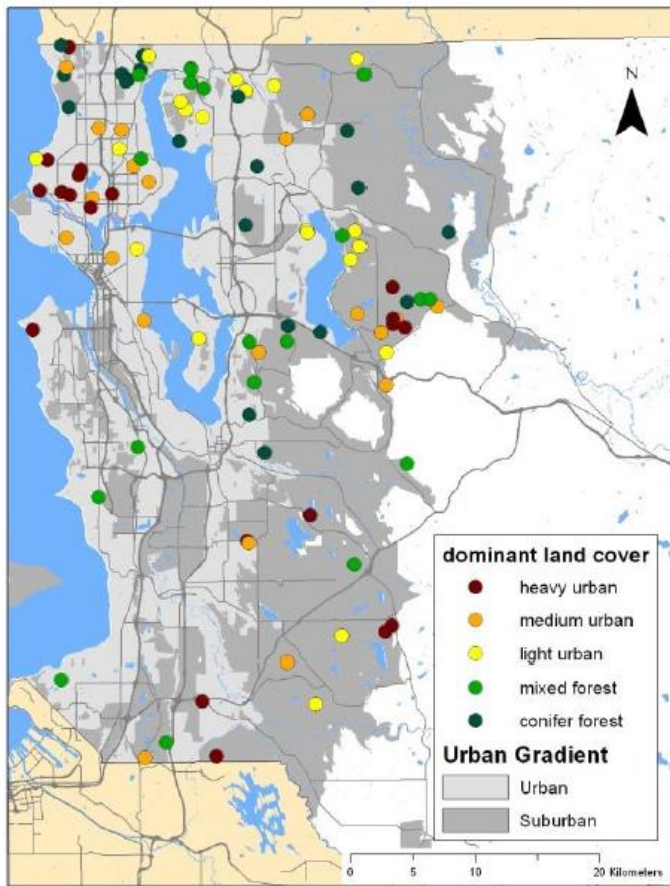 N
dominant land cover
heavy urban
medium urban
light urban
mixed forest
conifer forest
Urban Gradient
Urban
Suburban
0 5 10 20 Kilometers